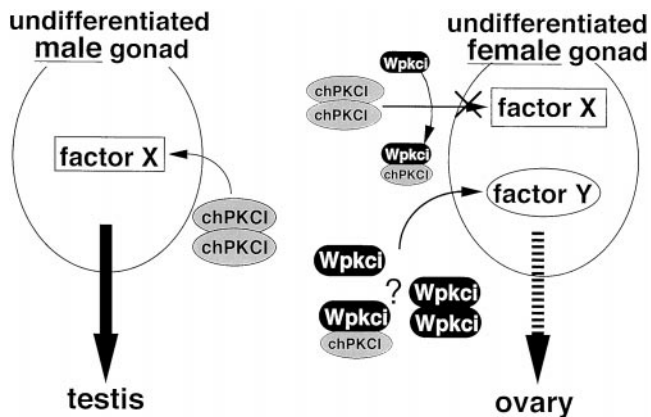 undifferentiated
male gonad
factor X
chPKCI
chPKCI
testis
undifferentiated
female gonad
Wpkci
chPKCI
chPKCI
factor X
Wpkci
chPKCI
factor Y
Wpkci
?
Wpkci
Wpkci
Wpkci
chPKCI
ovary